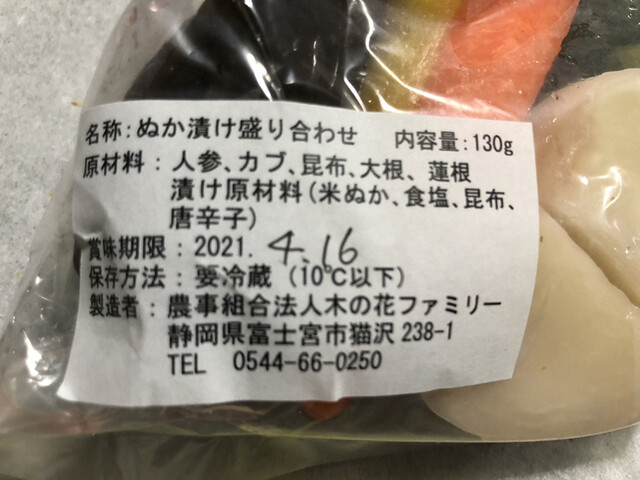 名称:ぬか漬け盛り合わせ 内容量:130g
原材料:人参、カブ、昆布、大根、蓮根
漬け原材料(米ぬか、食塩、昆布、
唐辛子)
賞味期限:2021. 4.16
保存方法:要冷蔵 (10℃以下)
製造者:農事組合法人木の花ファミリー
静岡県富士宮市猫沢238-1
TEL 0544-66-0250